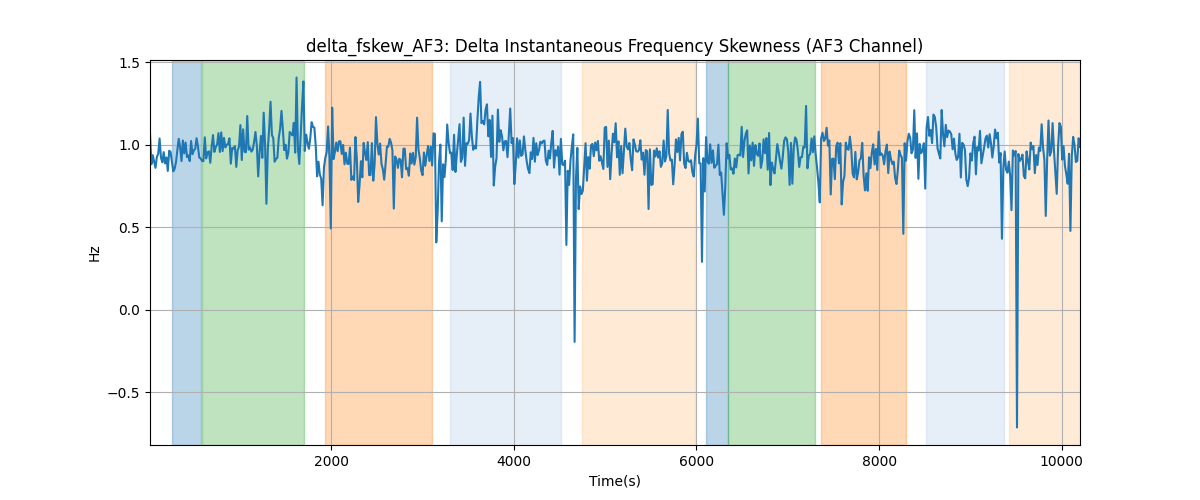 delta_fskew_AF3: Delta Instantaneous Frequency Skewness (AF3 Channel)
1.5
1.0
0.5
0.0
−0.5
Hz
2000 4000 6000 8000 10000
Time(s)